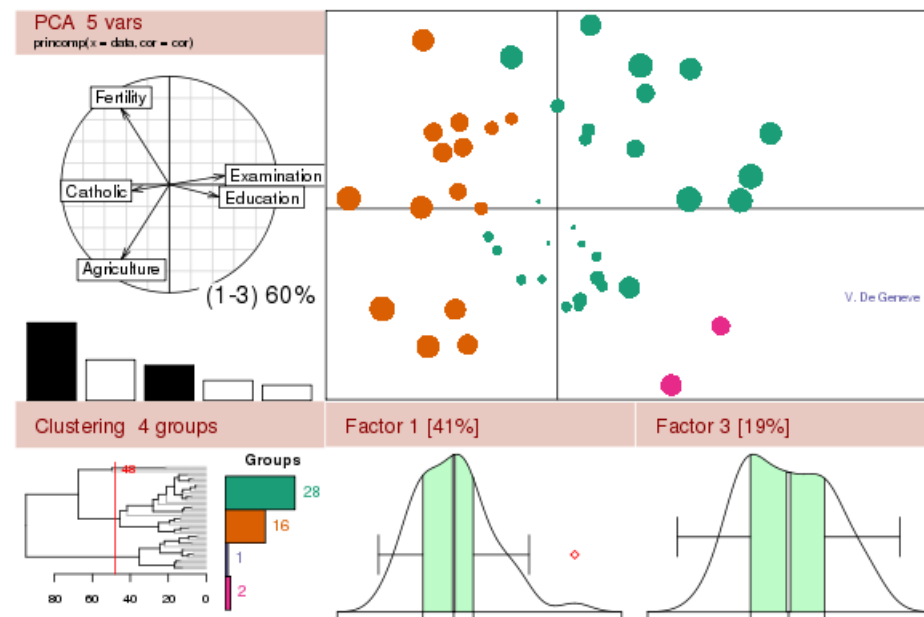 PCA 5 vars
princomp(x = data, cor = cor)
Fertility
Examination
Catholic
Education
Agriculture
(1-3) 60%
V. De Geneve
Clustering 4 groups
Factor 1 [41%]
Factor 3 [19%]
Groups
48
28
16
1
2
80 60 40 20 0